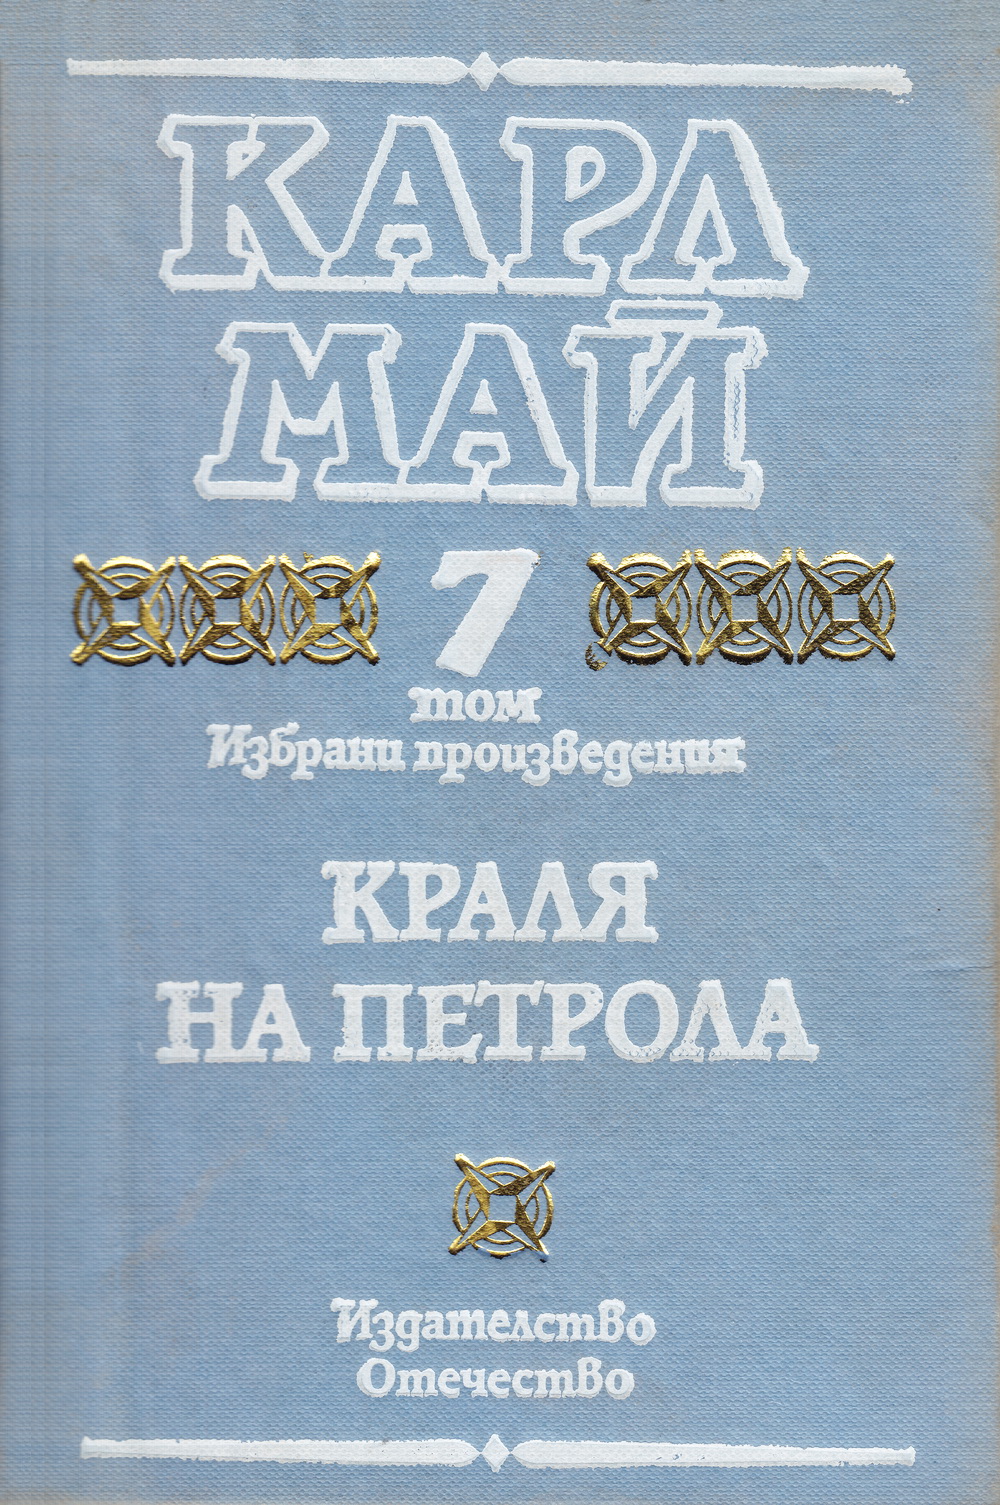 КАРЛ
МАЙ
7
том
Избрани произведения
КРАЛЯ
НА ПЕТРОЛА
Издателство
Отечество